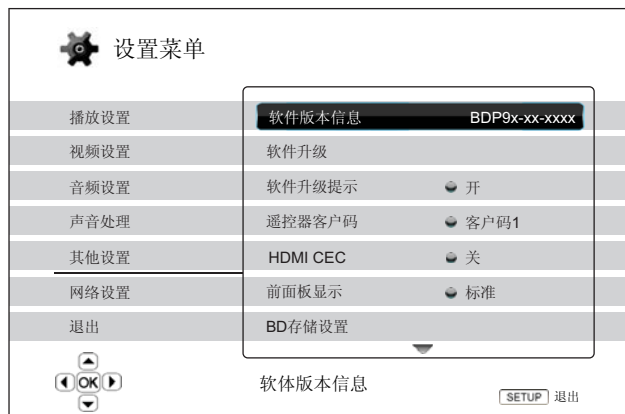 设置菜单
播放设置
视频设置
音频设置
声音处理
其他设置
网络设置
退出
软件版本信息 BDP9x-xx-xxxx
软件升级
软件升级提示 开
遥控器客户码 客户码1
HDMI CEC 关
前面板显示 标准
BD存储设置
OK
软体版本信息
SETUP 退出